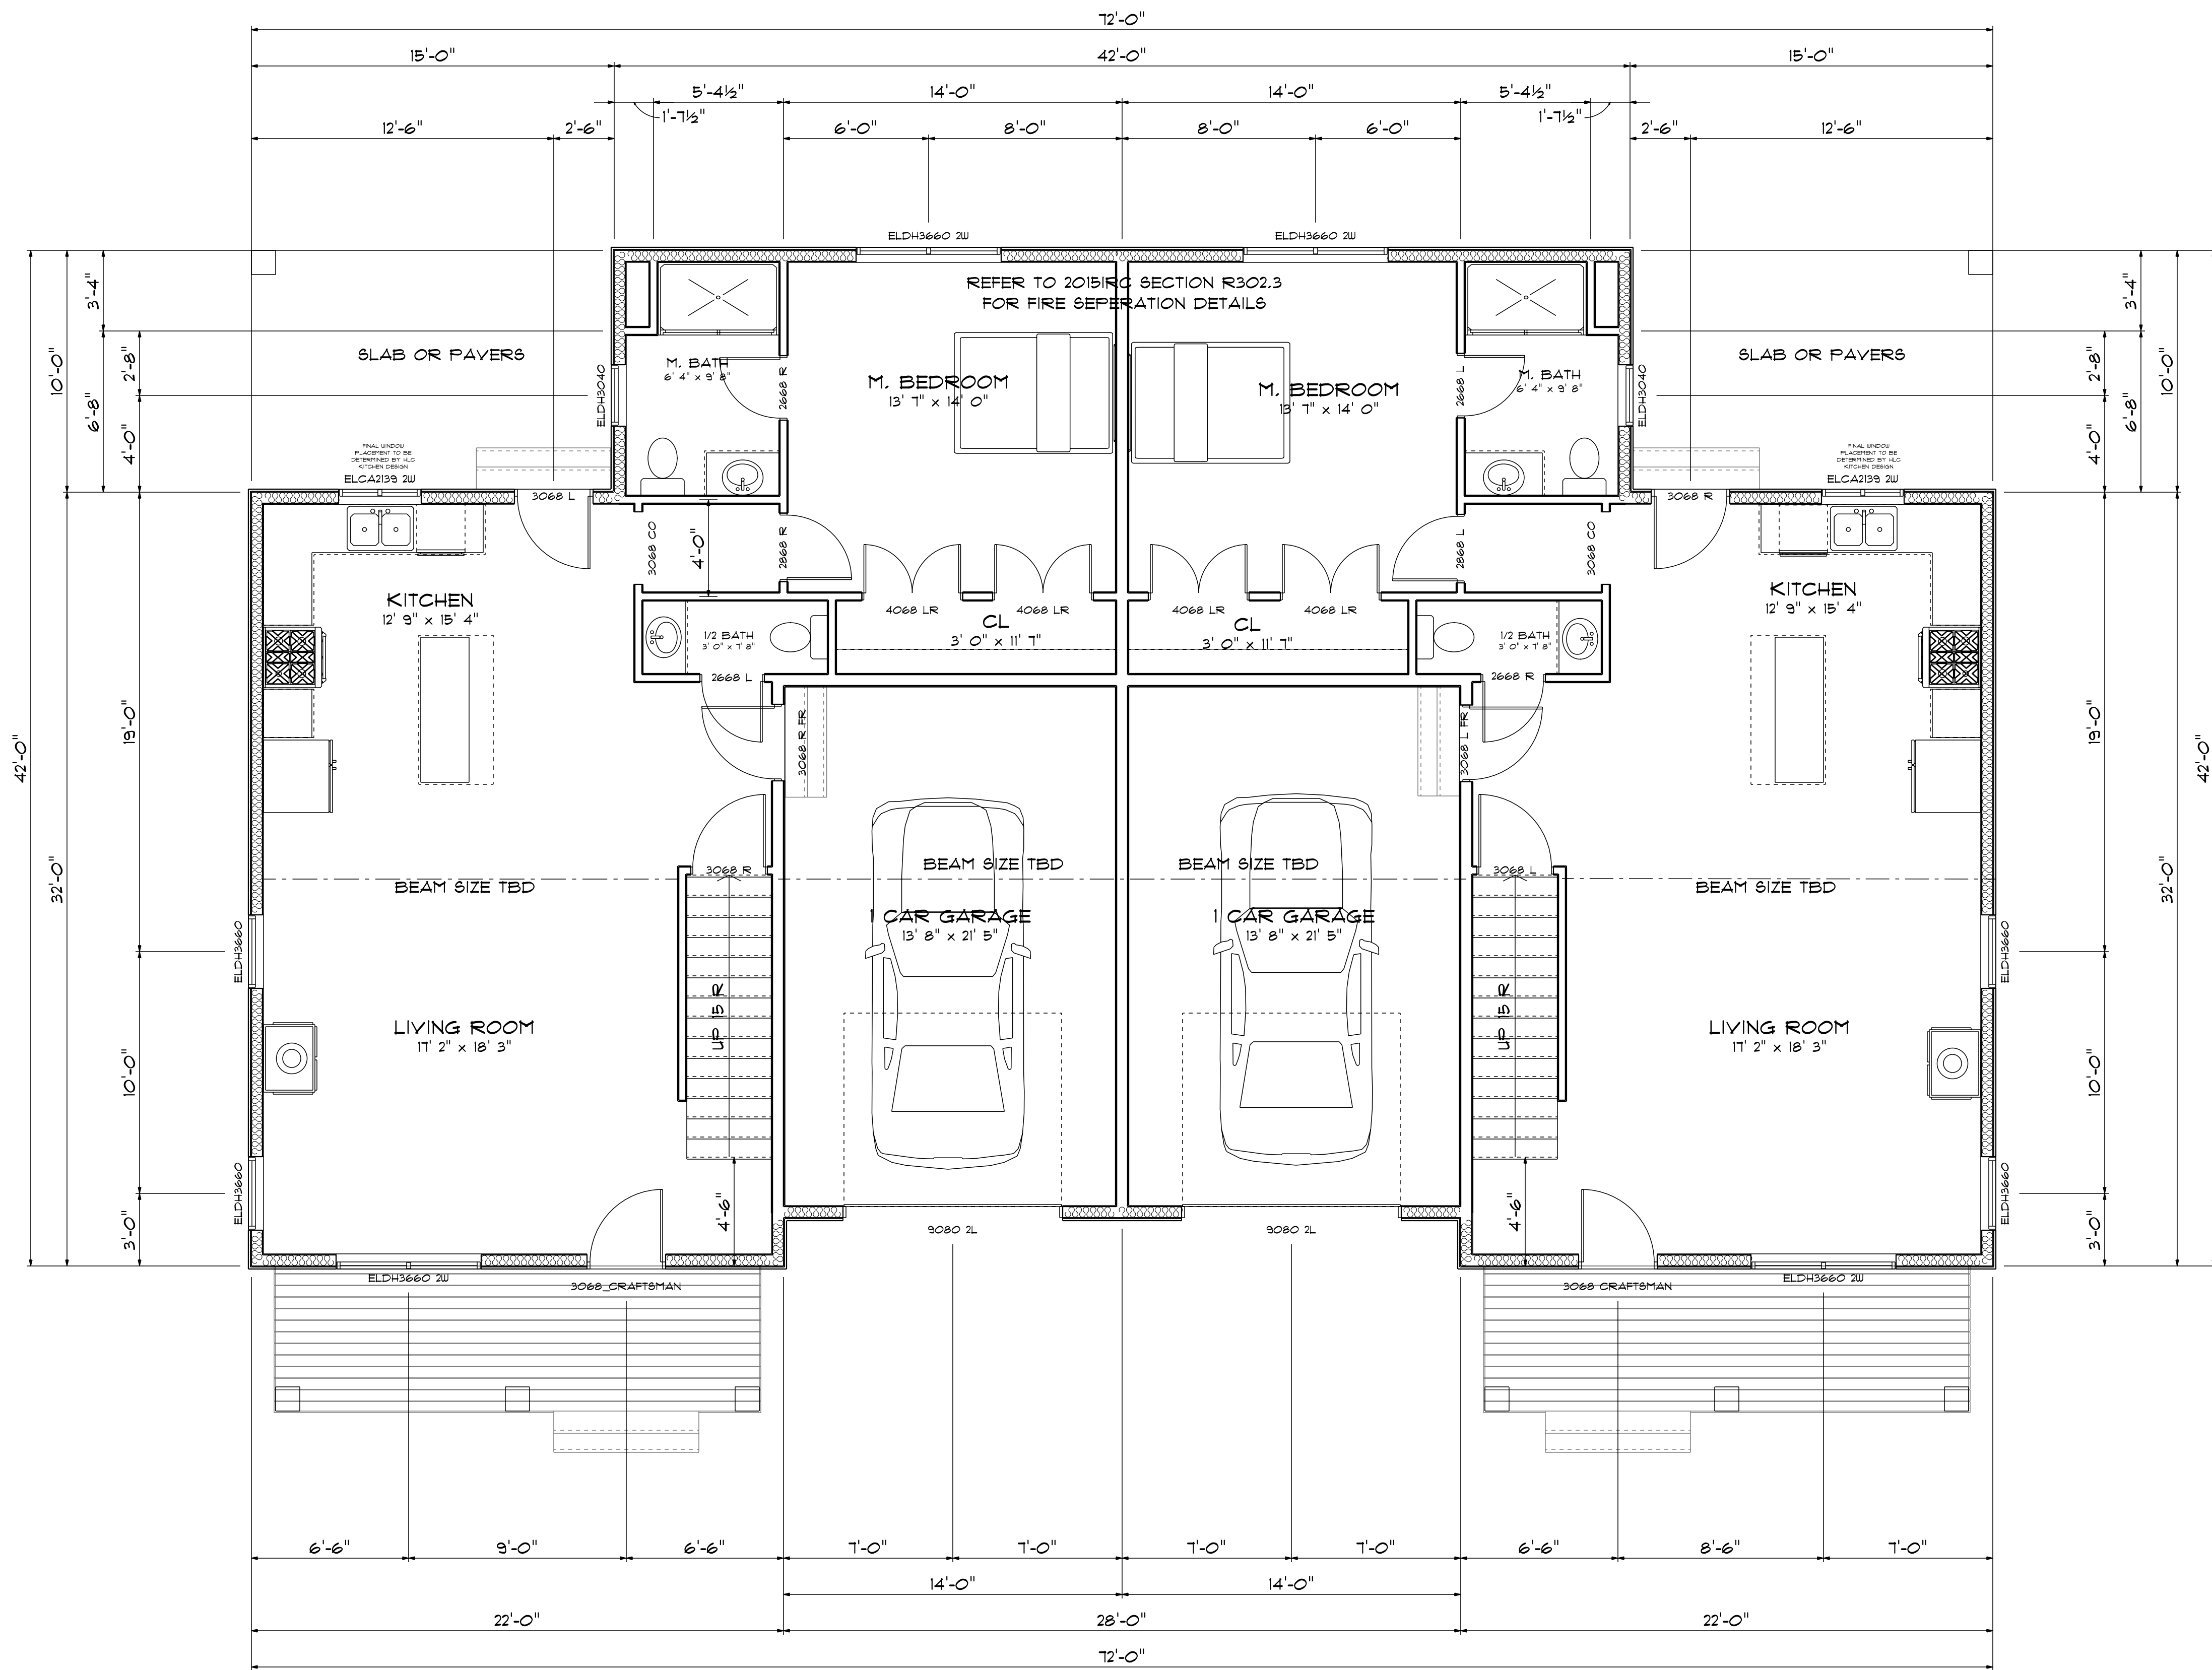 72'-0"
15'-0" 42'-0" 15'-0"
5'-4½" 14'-0" 14'-0" 5'-4½"
1'-7½" 1'-7½"
12'-6" 2'-6" 6'-0" 8'-0" 8'-0" 6'-0" 2'-6" 12'-6"
ELDH3660 2W ELDH3660 2W
REFER TO 2015IRC SECTION R302.3
FOR FIRE SEPERATION DETAILS
3'-4" 3'-4"
10'-0" 2'-8" 2'-8" 10'-0"
6'-8" 6'-8"
4'-0" 4'-0"
SLAB OR PAVERS SLAB OR PAVERS
ELDH3040 ELDH3040
M. BATH
6' 4" x 9' 8"
2668 R
M. BEDROOM
13' 7" x 14' 0"
M. BEDROOM
13' 7" x 14' 0"
2668 L
M. BATH
6' 4" x 9' 8"
FINAL WINDOW
PLACEMENT TO BE
DETERMINED BY HLC
KITCHEN DESIGN
ELCA2139 2W
FINAL WINDOW
PLACEMENT TO BE
DETERMINED BY HLC
KITCHEN DESIGN
ELCA2139 2W
3068 L 3068 R
3068 CO 4'-0" 2868 R 2868 L 3068 CO
KITCHEN
12' 9" x 15' 4"
KITCHEN
12' 9" x 15' 4"
4068 LR 4068 LR 4068 LR 4068 LR
CL
3' 0" x 11' 7"
CL
3' 0" x 11' 7"
1/2 BATH
3' 0" x 7' 8"
1/2 BATH
3' 0" x 7' 8"
2668 L 2668 R
3068 R FR 3068 L FR
42'-0" 19'-0" 19'-0" 42'-0"
32'-0" 32'-0"
3068 R 3068 L
BEAM SIZE TBD BEAM SIZE TBD BEAM SIZE TBD BEAM SIZE TBD
1 CAR GARAGE
13' 8" x 21' 5"
1 CAR GARAGE
13' 8" x 21' 5"
ELDH3660 ELDH3660
UP 15 R UP 15 R
LIVING ROOM
17' 2" x 18' 3"
LIVING ROOM
17' 2" x 18' 3"
10'-0" 10'-0"
ELDH3660 ELDH3660
3'-0" 4'-6" 4'-6" 3'-0"
9080 2L 9080 2L
ELDH3660 2W 3068_CRAFTSMAN 3068 CRAFTSMAN ELDH3660 2W
6'-6" 9'-0" 6'-6" 7'-0" 7'-0" 7'-0" 7'-0" 6'-6" 8'-6" 7'-0"
14'-0" 14'-0"
22'-0" 28'-0" 22'-0"
72'-0"